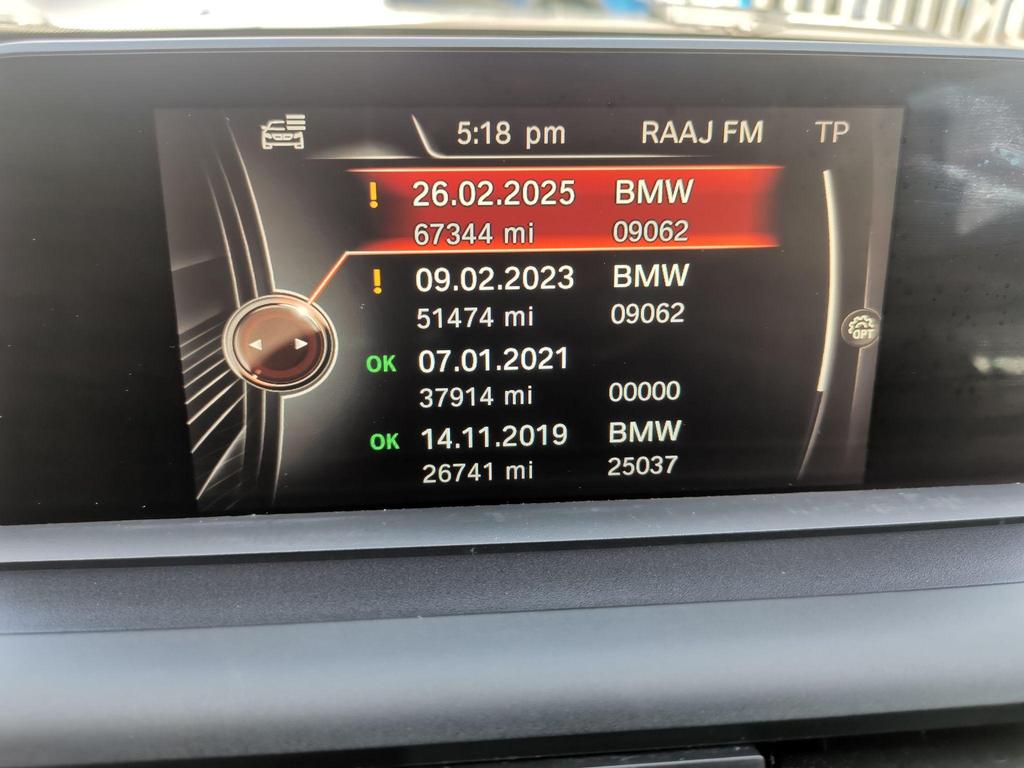 5:18 pm RAAJ FM TP
! 26.02.2025 BMW
67344 mi 09062
! 09.02.2023 BMW
51474 mi 09062
OK 07.01.2021
37914 mi 00000
OK 14.11.2019 BMW
26741 mi 25037
OPT